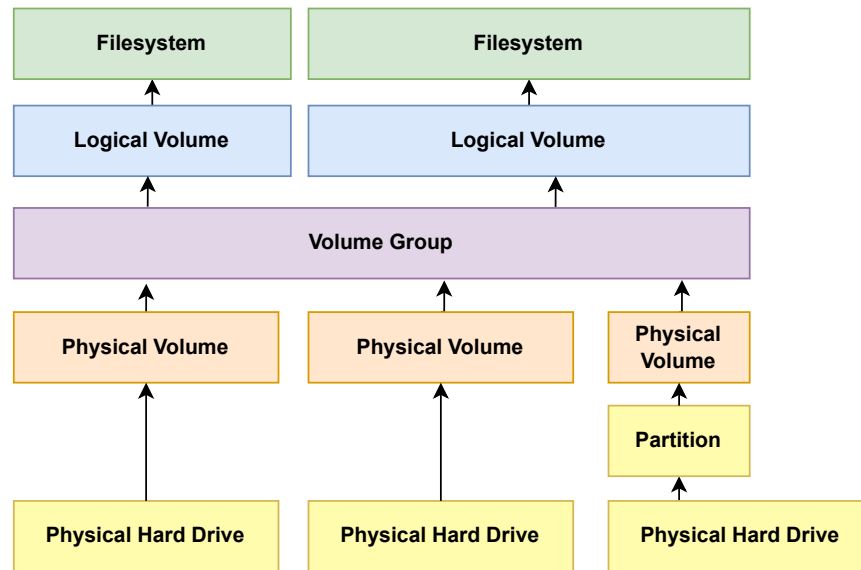 Filesystem
Filesystem
Logical Volume
Logical Volume
Volume Group
Physical Volume
Physical Volume
Physical
Volume
Partition
Physical Hard Drive
Physical Hard Drive
Physical Hard Drive